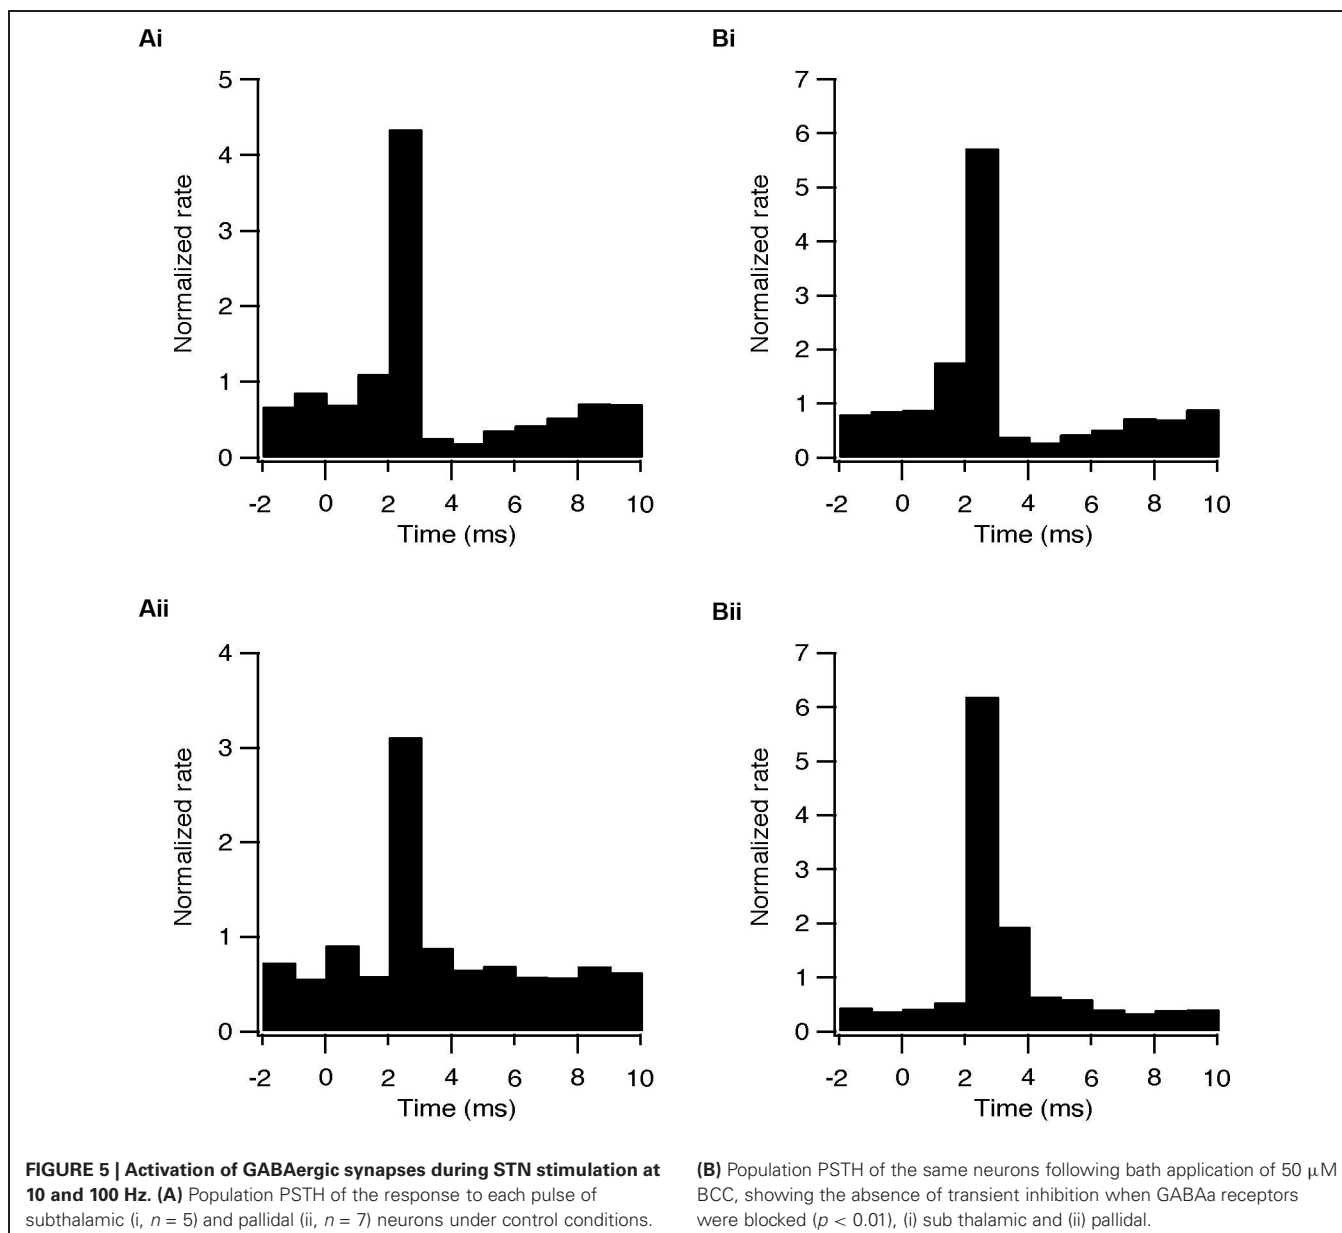 Ai
5
4
3
2
1
0
Normalized rate
-2 0 2 4 6 8 10
Time (ms)
Bi
7
6
5
4
3
2
1
0
Normalized rate
-2 0 2 4 6 8 10
Time (ms)
Aii
4
3
2
1
0
Normalized rate
-2 0 2 4 6 8 10
Time (ms)
Bii
7
6
5
4
3
2
1
0
Normalized rate
-2 0 2 4 6 8 10
Time (ms)
FIGURE 5 | Activation of GABAergic synapses during STN stimulation at
10 and 100 Hz. (A) Population PSTH of the response to each pulse of
subthalamic (i, n = 5) and pallidal (ii, n = 7) neurons under control conditions.
(B) Population PSTH of the same neurons following bath application of 50 μM
BCC, showing the absence of transient inhibition when GABAa receptors
were blocked (p < 0.01), (i) sub thalamic and (ii) pallidal.